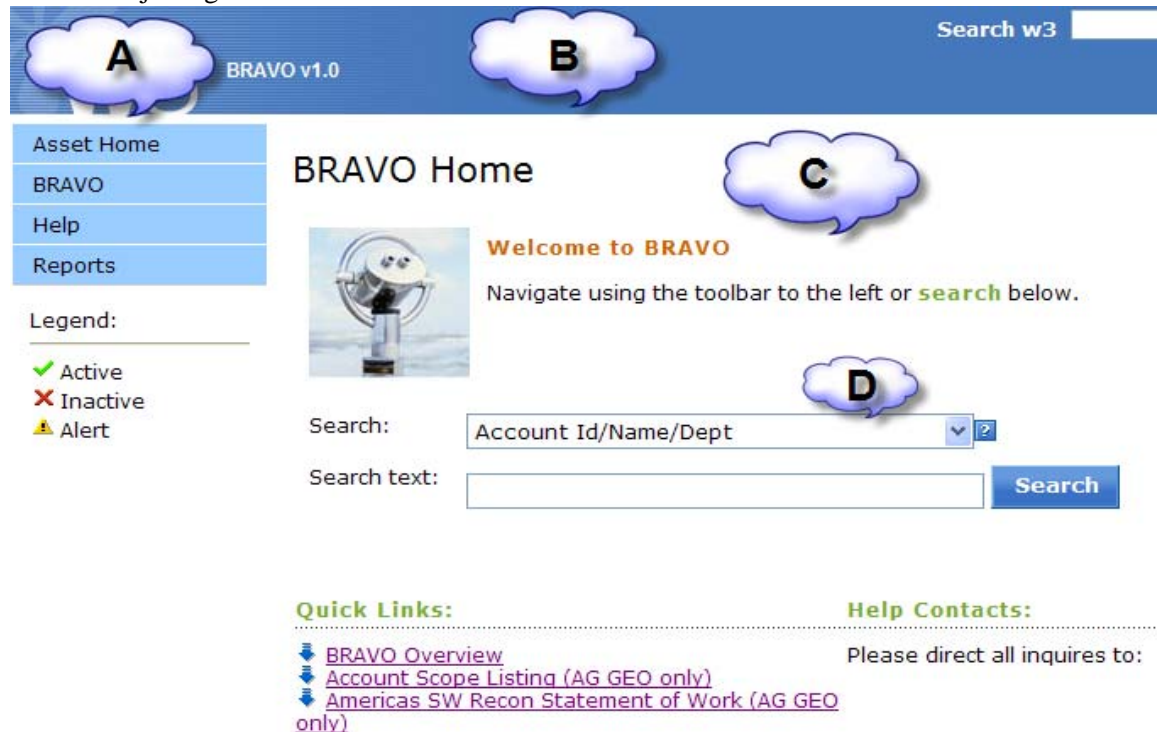 A
B
Search w3
BRAVO v1.0
Asset Home
BRAVO
Help
Reports
Legend:
Active
Inactive
Alert
BRAVO Home
C
Welcome to BRAVO
Navigate using the toolbar to the left or search below.
D
Search:
Account Id/Name/Dept
?
Search text:
Search
Quick Links:
BRAVO Overview
Account Scope Listing (AG GEO only)
Americas SW Recon Statement of Work (AG GEO
only)
Help Contacts:
Please direct all inquires to: